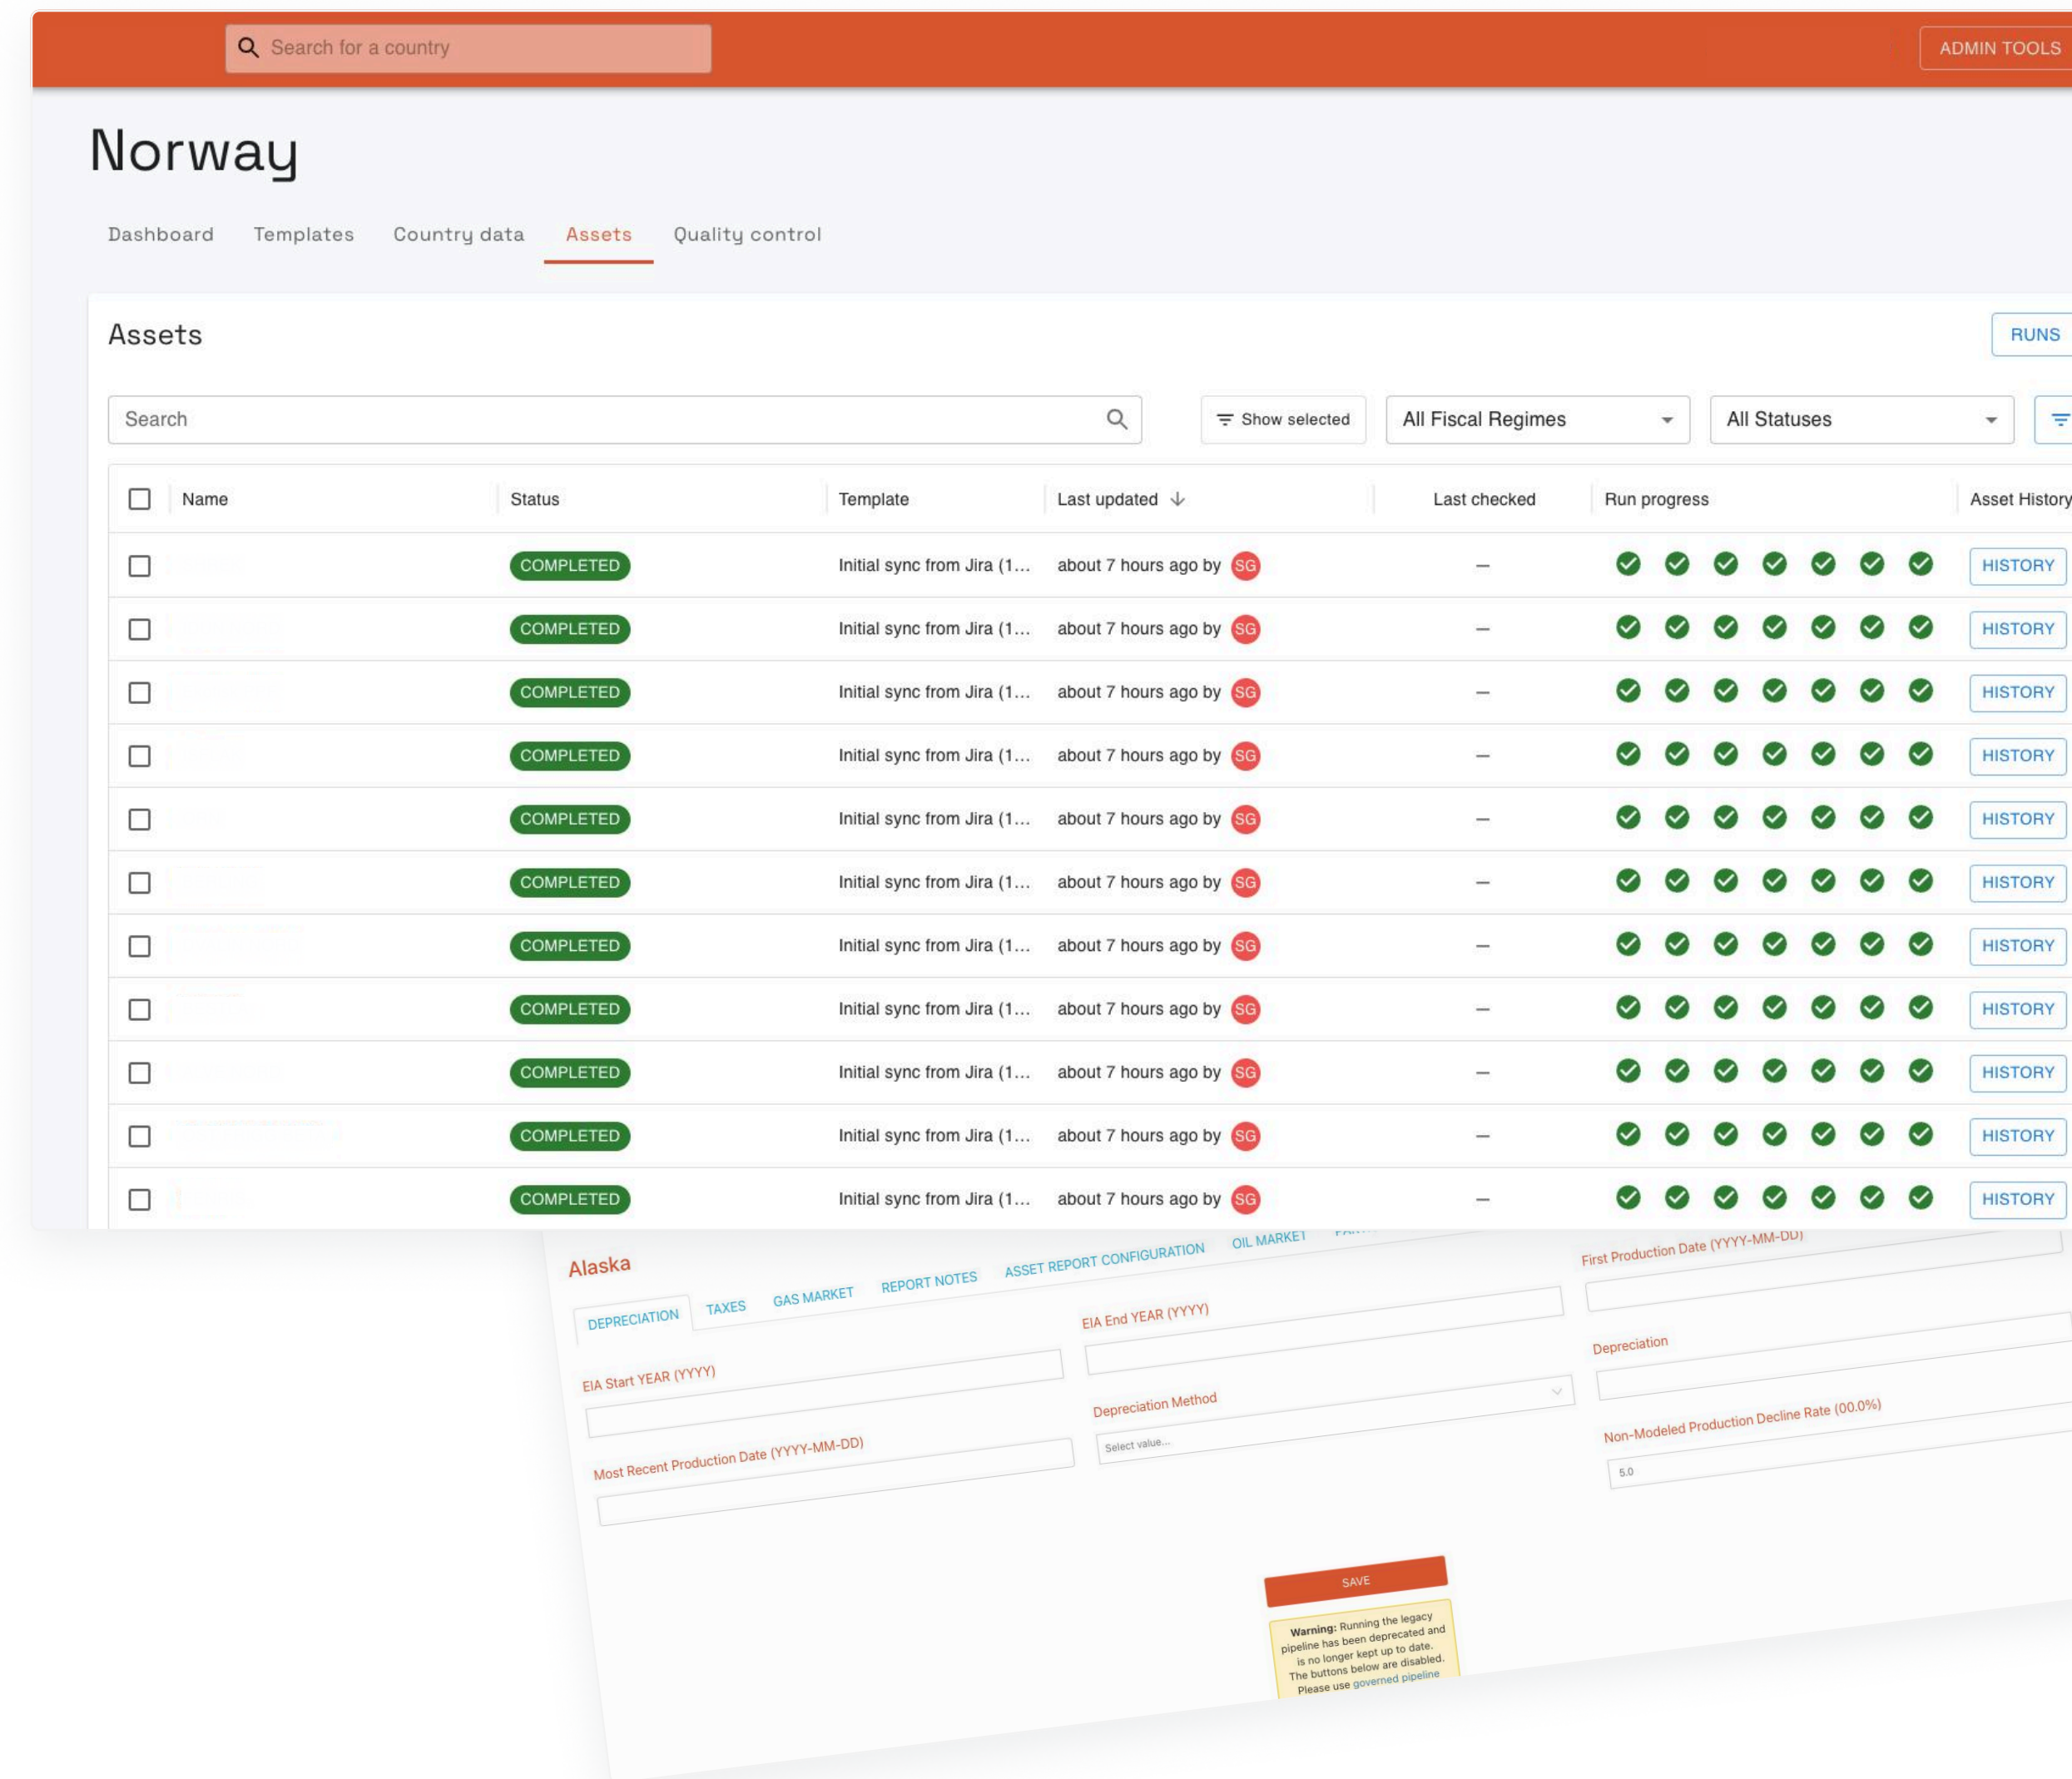 Search for a country
ADMIN TOOLS
Norway
Dashboard Templates Country data Assets Quality control
Assets
RUNS
Search
Show selected All Fiscal Regimes All Statuses
Name Status Template Last updated Last checked Run progress Asset History
COMPLETED Initial sync from Jira (1... about 7 hours ago by SG – HISTORY
COMPLETED Initial sync from Jira (1... about 7 hours ago by SG – HISTORY
COMPLETED Initial sync from Jira (1... about 7 hours ago by SG – HISTORY
COMPLETED Initial sync from Jira (1... about 7 hours ago by SG – HISTORY
COMPLETED Initial sync from Jira (1... about 7 hours ago by SG – HISTORY
COMPLETED Initial sync from Jira (1... about 7 hours ago by SG – HISTORY
COMPLETED Initial sync from Jira (1... about 7 hours ago by SG – HISTORY
COMPLETED Initial sync from Jira (1... about 7 hours ago by SG – HISTORY
COMPLETED Initial sync from Jira (1... about 7 hours ago by SG – HISTORY
COMPLETED Initial sync from Jira (1... about 7 hours ago by SG – HISTORY
COMPLETED Initial sync from Jira (1... about 7 hours ago by SG – HISTORY
Alaska
DEPRECIATION TAXES GAS MARKET REPORT NOTES ASSET REPORT CONFIGURATION OIL MARKET
EIA Start YEAR (YYYY)
EIA End YEAR (YYYY)
First Production Date (YYYY-MM-DD)
Most Recent Production Date (YYYY-MM-DD)
Depreciation Method
Select value...
Depreciation
Non-Modeled Production Decline Rate (00.0%)
5.0
SAVE
Warning: Running the legacy
pipeline has been deprecated and
is no longer kept up to date.
The buttons below are disabled.
Please use governed pipeline